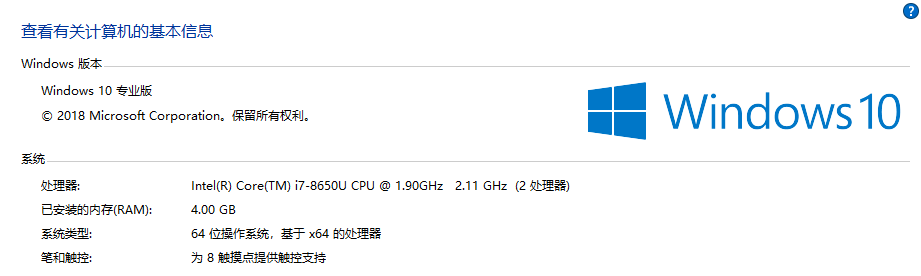 ?
查看有关计算机的基本信息
Windows 版本
Windows 10 专业版
© 2018 Microsoft Corporation。保留所有权利。
Windows 10
系统
处理器: Intel(R) Core(TM) i7-8650U CPU @ 1.90GHz 2.11 GHz (2 处理器)
已安装的内存(RAM): 4.00 GB
系统类型: 64 位操作系统，基于 x64 的处理器
笔和触控: 为 8 触摸点提供触控支持